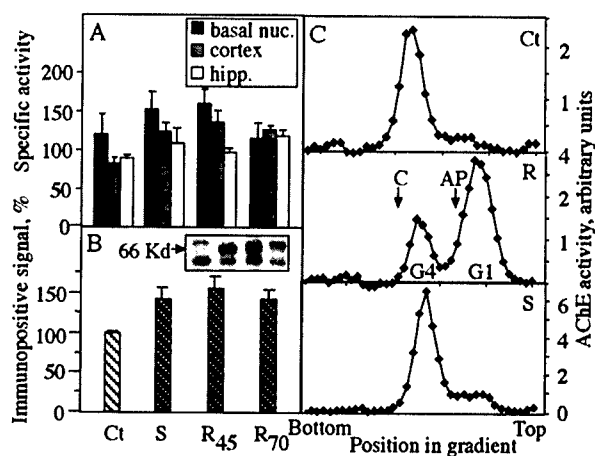 A
basal nuc.
cortex
hipp.
Specific activity
200
150
100
50
0
B
66 Kd
Immunopositive signal, %
150
100
50
0
Ct
S
R45
R70
C
Ct
2
1
R
4
C
AP
2
1
G4
G1
S
6
4
2
0
AChE activity, arbitrary units
Bottom
Top
Position in gradient